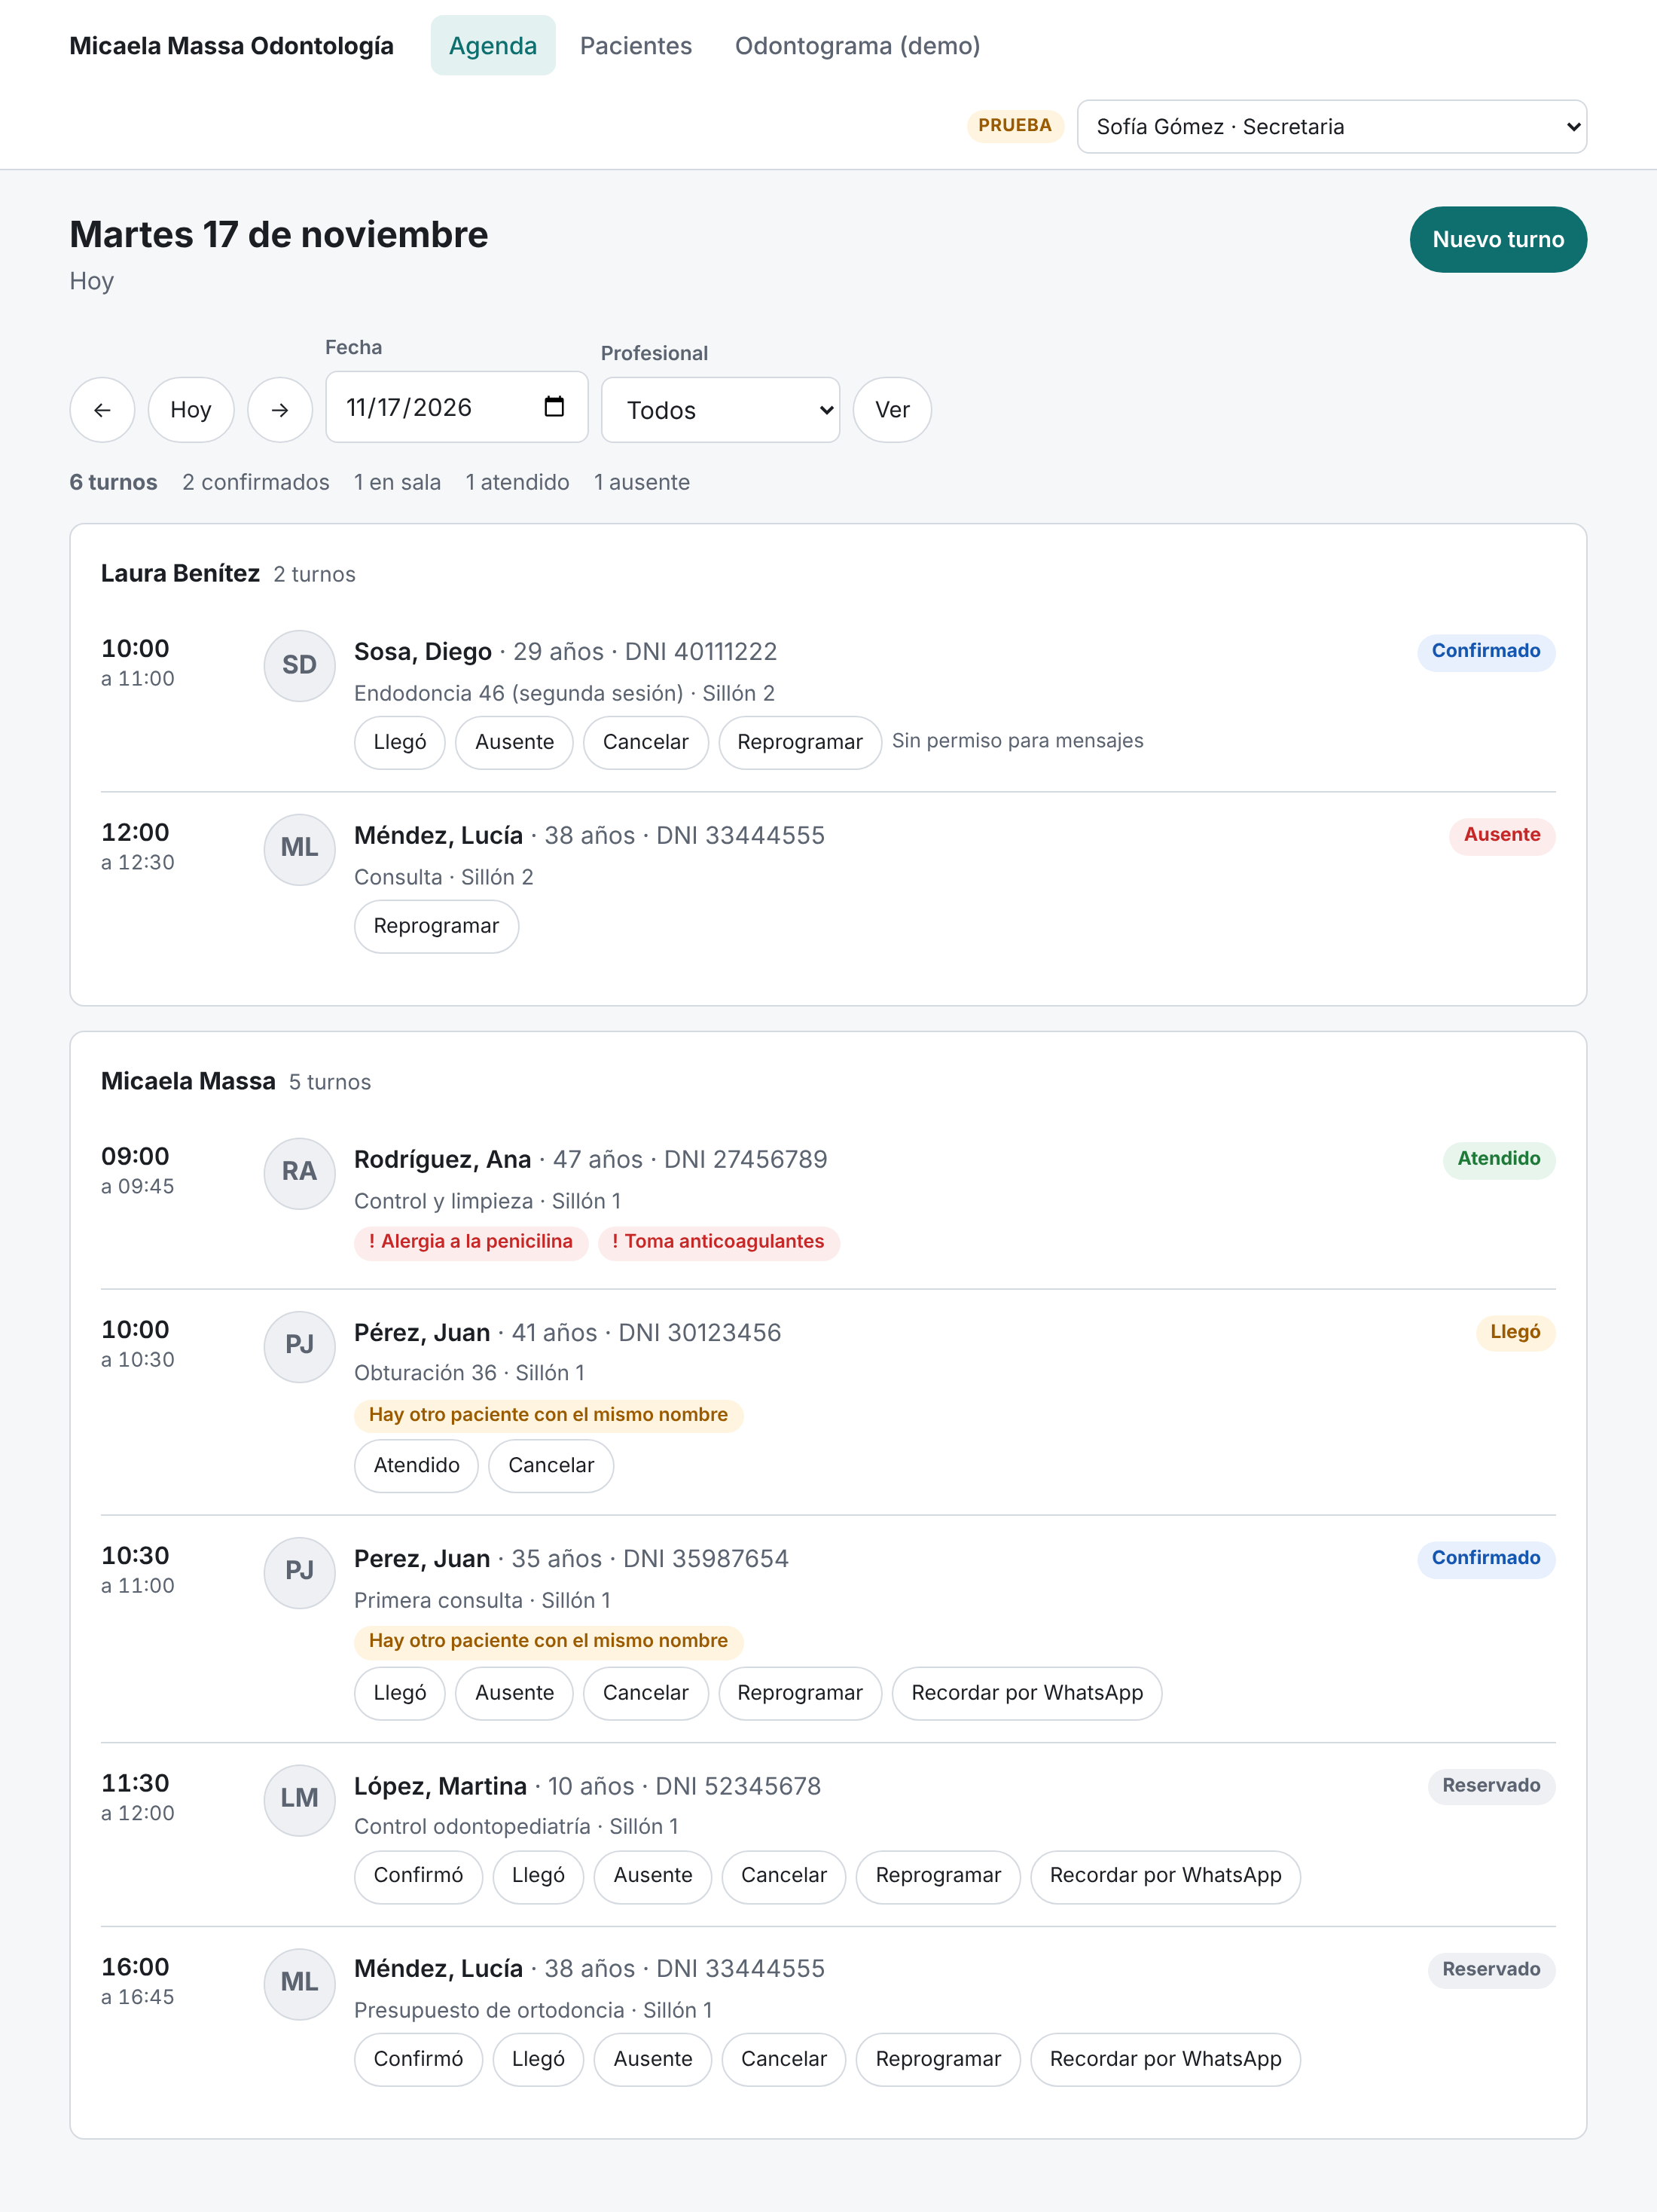 Micaela Massa Odontología Agenda Pacientes Odontograma (demo)
PRUEBA Sofía Gómez · Secretaria
Martes 17 de noviembre
Nuevo turno
Hoy
Fecha Profesional
← Hoy → 11/17/2026 Todos Ver
6 turnos 2 confirmados 1 en sala 1 atendido 1 ausente
Laura Benítez 2 turnos
10:00 Sosa, Diego · 29 años · DNI 40111222 Confirmado
a 11:00 SD Endodoncia 46 (segunda sesión) · Sillón 2
Llegó Ausente Cancelar Reprogramar Sin permiso para mensajes
12:00 Méndez, Lucía · 38 años · DNI 33444555 Ausente
a 12:30 ML Consulta · Sillón 2
Reprogramar
Micaela Massa 5 turnos
09:00 Rodríguez, Ana · 47 años · DNI 27456789 Atendido
a 09:45 RA Control y limpieza · Sillón 1
! Alergia a la penicilina ! Toma anticoagulantes
10:00 Pérez, Juan · 41 años · DNI 30123456 Llegó
a 10:30 PJ Obturación 36 · Sillón 1
Hay otro paciente con el mismo nombre
Atendido Cancelar
10:30 Perez, Juan · 35 años · DNI 35987654 Confirmado
a 11:00 PJ Primera consulta · Sillón 1
Hay otro paciente con el mismo nombre
Llegó Ausente Cancelar Reprogramar Recordar por WhatsApp
11:30 López, Martina · 10 años · DNI 52345678 Reservado
a 12:00 LM Control odontopediatría · Sillón 1
Confirmó Llegó Ausente Cancelar Reprogramar Recordar por WhatsApp
16:00 Méndez, Lucía · 38 años · DNI 33444555 Reservado
a 16:45 ML Presupuesto de ortodoncia · Sillón 1
Confirmó Llegó Ausente Cancelar Reprogramar Recordar por WhatsApp